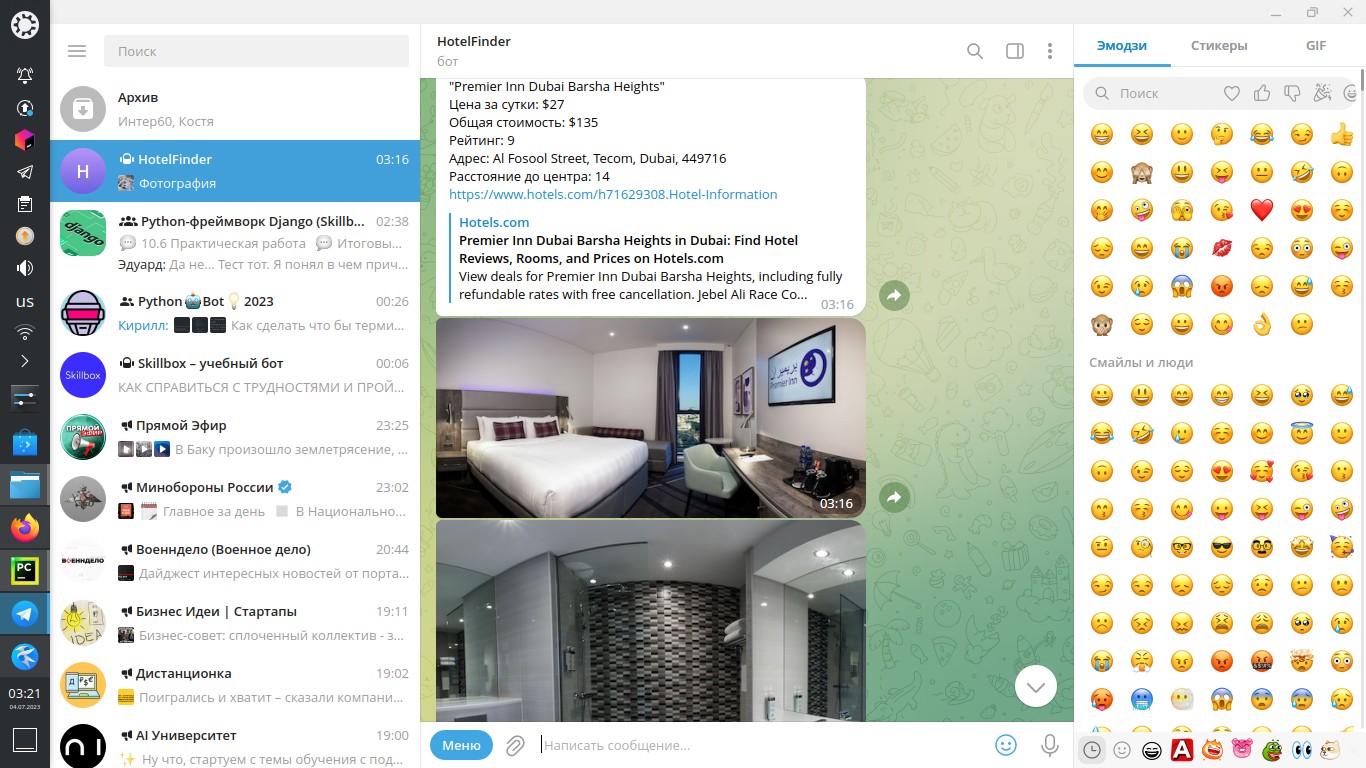 us
PC
03:21
04.07.2023
Поиск
Архив
Интер60, Костя
H
HotelFinder
03:16
Фотография
django
Python-фреймворк Django (Skillb...
02:38
10.6 Практическая работа Итоговы...
Эдуард: Да не... Тест тот. Я понял в чем прич...
Python Bot 2023
00:26
Кирилл: Как сделать что бы терми...
Skillbox
Skillbox – учебный бот
00:06
КАК СПРАВИТЬСЯ С ТРУДНОСТЯМИ И ПРОЙ...
ПРЯМОЙ
ЭФИР
Прямой Эфир
23:25
В Баку произошло землетрясение, ...
Минобороны России
23:02
Главное за день В Национально...
ВОЕННДЕЛО
Военндело (Военное дело)
20:44
Дайджест интересных новостей от порта...
IDEA
Бизнес Идеи | Стартапы
19:11
Бизнес-совет: сплоченный коллектив - з...
Дистанционка
19:02
Поигрались и хватит – сказали компани...
AI Университет
19:00
Ну что, стартуем с темы обучения с под...
HotelFinder
бот
"Premier Inn Dubai Barsha Heights"
Цена за сутки: $27
Общая стоимость: $135
Рейтинг: 9
Адрес: Al Fosool Street, Tecom, Dubai, 449716
Расстояние до центра: 14
https://www.hotels.com/h71629308.Hotel-Information
Hotels.com
Premier Inn Dubai Barsha Heights in Dubai: Find Hotel
Reviews, Rooms, and Prices on Hotels.com
View deals for Premier Inn Dubai Barsha Heights, including fully
refundable rates with free cancellation. Jebel Ali Race Co...
03:16
بريمير إن
Premier Inn
03:16
Меню
Написать сообщение...
Эмодзи
Стикеры
GIF
Поиск
Смайлы и люди